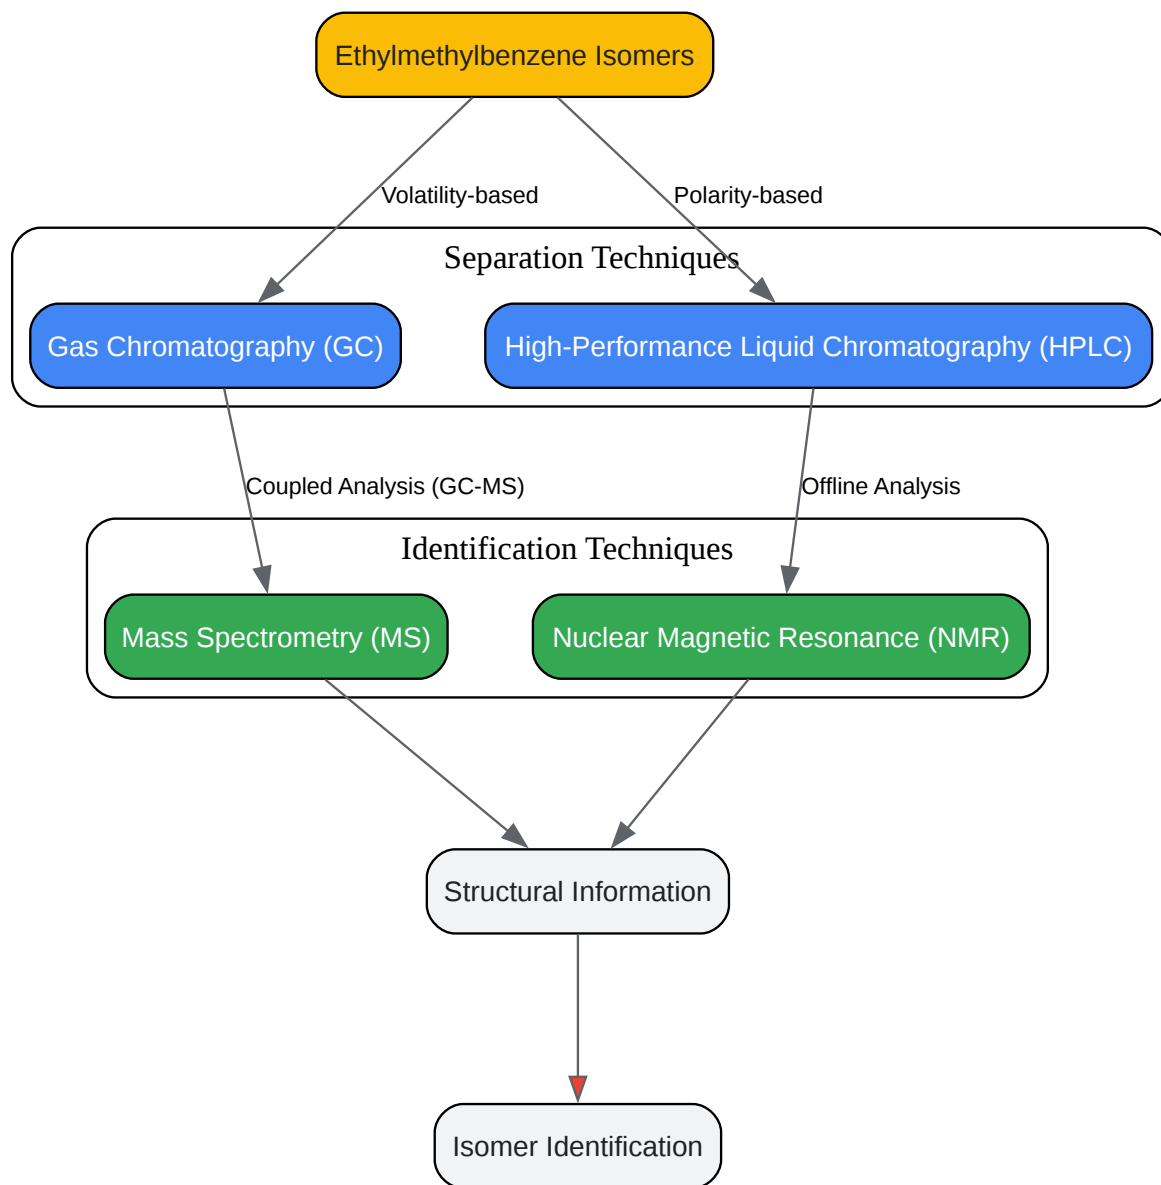 Ethylmethylbenzene Isomers
Volatility-based
Polarity-based
Separation Techniques
Gas Chromatography (GC)
High-Performance Liquid Chromatography (HPLC)
Coupled Analysis (GC-MS)
Offline Analysis
Identification Techniques
Mass Spectrometry (MS)
Nuclear Magnetic Resonance (NMR)
Structural Information
Isomer Identification